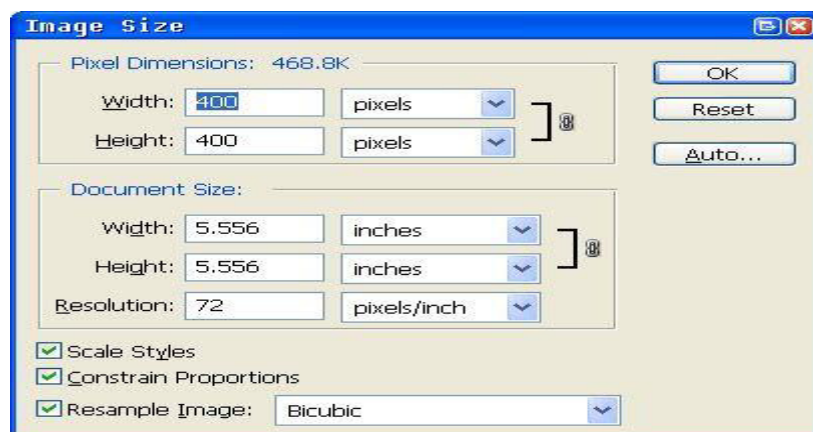 Image Size
Pixel Dimensions: 468.8K
OK
Width: 400 pixels
Reset
Height: 400 pixels
Auto...
Document Size:
Width: 5.556 inches
Height: 5.556 inches
Resolution: 72 pixels/inch
Scale Styles
Constrain Proportions
Resample Image: Bicubic